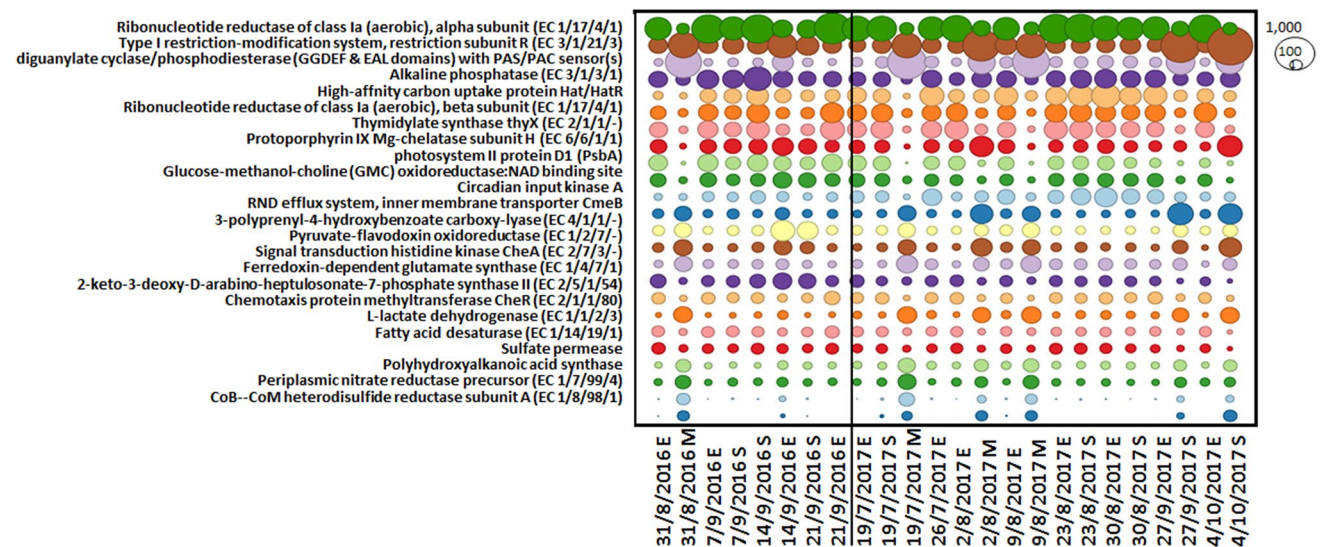 Ribonucleotide reductase of class Ia (aerobic), alpha subunit (EC 1/17/4/1)
Type I restriction-modification system, restriction subunit R (EC 3/1/21/3)
diguanylate cyclase/phosphodiesterase (GGDEF & EAL domains) with PAS/PAC sensor(s)
Alkaline phosphatase (EC 3/1/3/1)
High-affnity carbon uptake protein Hat/HatR
Ribonucleotide reductase of class Ia (aerobic), beta subunit (EC 1/17/4/1)
Thymidylate synthase thyX (EC 2/1/1/-)
Protoporphyrin IX Mg-chelatase subunit H (EC 6/6/1/1)
photosystem II protein D1 (PsbA)
Glucose-methanol-choline (GMC) oxidoreductase:NAD binding site
Circadian input kinase A
RND efflux system, inner membrane transporter CmeB
3-polyprenyl-4-hydroxybenzoate carboxy-lyase (EC 4/1/1/-)
Pyruvate-flavodoxin oxidoreductase (EC 1/2/7/-)
Signal transduction histidine kinase CheA (EC 2/7/3/-)
Ferredoxin-dependent glutamate synthase (EC 1/4/7/1)
2-keto-3-deoxy-D-arabino-heptulosonate-7-phosphate synthase II (EC 2/5/1/54)
Chemotaxis protein methyltransferase CheR (EC 2/1/1/80)
L-lactate dehydrogenase (EC 1/1/2/3)
Fatty acid desaturase (EC 1/14/19/1)
Sulfate permease
Polyhydroxyalkanoic acid synthase
Periplasmic nitrate reductase precursor (EC 1/7/99/4)
CoB--CoM heterodisulfide reductase subunit A (EC 1/8/98/1)
1,000
100
31/8/2016 E
31/8/2016 M
7/9/2016 E
7/9/2016 S
14/9/2016 S
14/9/2016 E
21/9/2016 S
21/9/2016 E
19/7/2017 E
19/7/2017 S
19/7/2017 M
26/7/2017 E
2/8/2017 E
2/8/2017 M
9/8/2017 E
9/8/2017 M
23/8/2017 E
23/8/2017 S
30/8/2017 E
30/8/2017 S
27/9/2017 E
27/9/2017 S
4/10/2017 E
4/10/2017 S